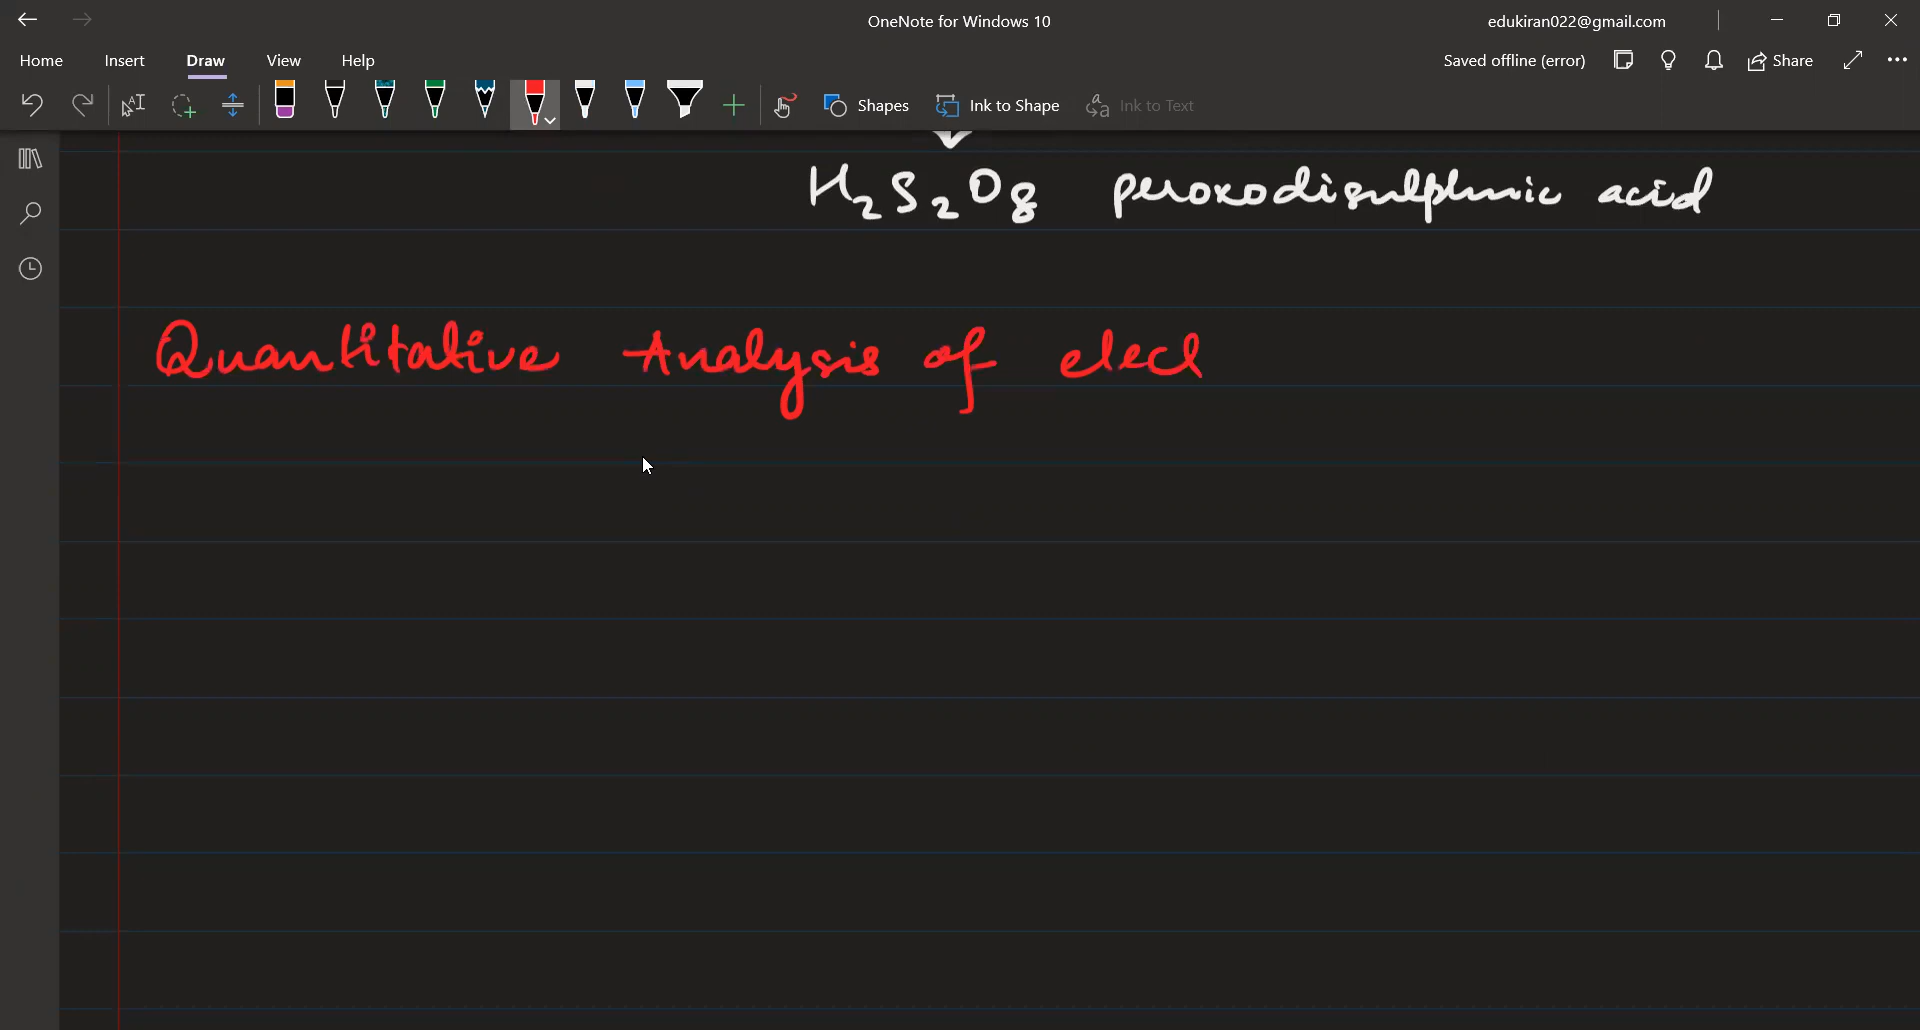 OneNote for Windows 10
edukiran022@gmail.com
Home Insert Draw View Help
Saved offline (error) Share
Shapes Ink to Shape Ink to Text
H₂S₂O₈ peroxodisulphuric acid
Quantitative Analysis of elect